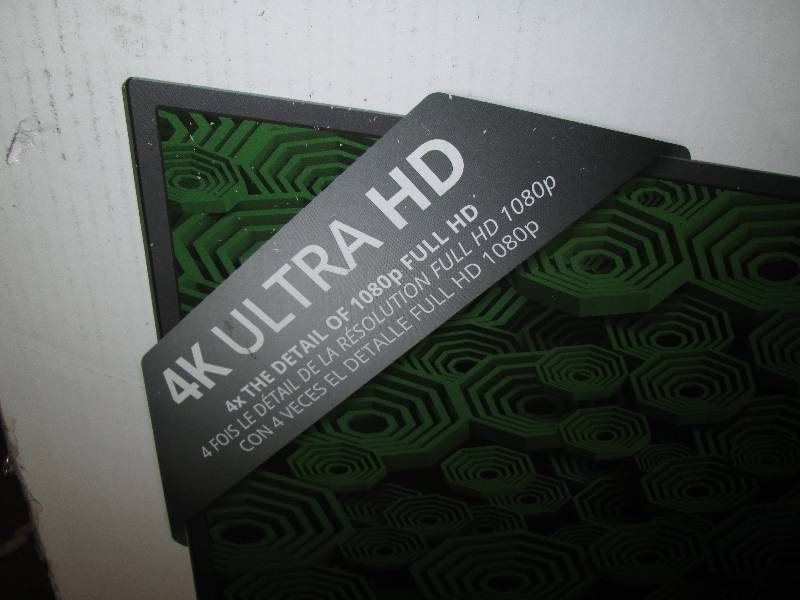 4K ULTRA HD
4x THE DETAIL OF 1080p FULL HD
4 FOIS LE DÉTAIL DE LA RÉSOLUTION FULL HD 1080p
CON 4 VECES EL DETALLE FULL HD 1080p